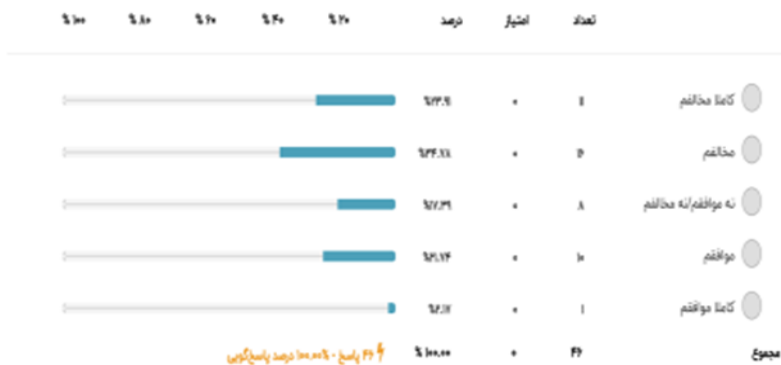 تعداد امتیاز درصد %۲۰ %۴۰ %۶۰ %۸۰ %۱۰۰
کاملا مخالفم ۱۱ ۰ %۲۳.۹۱
مخالفم ۱۶ ۰ %۳۴.۷۸
نه موافقم/نه مخالفم ۸ ۰ %۱۷.۳۹
موافقم ۱۰ ۰ %۲۱.۷۴
کاملا موافقم ۱ ۰ %۲.۱۷
مجموع ۴۶ ۰ %۱۰۰.۰۰ ۴۶ پاسخ - %۱۰۰.۰۰ درصد پاسخ‌گویی